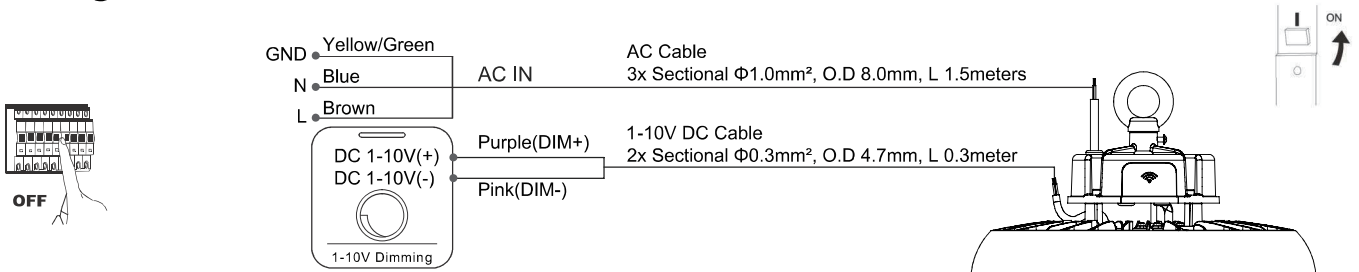 ON
GND
Yellow/Green
N
Blue
AC IN
L
Brown
AC Cable
3x Sectional Φ1.0mm², O.D 8.0mm, L 1.5meters
OFF
DC 1-10V(+)
DC 1-10V(-)
1-10V Dimming
Purple(DIM+)
Pink(DIM-)
1-10V DC Cable
2x Sectional Φ0.3mm², O.D 4.7mm, L 0.3meter